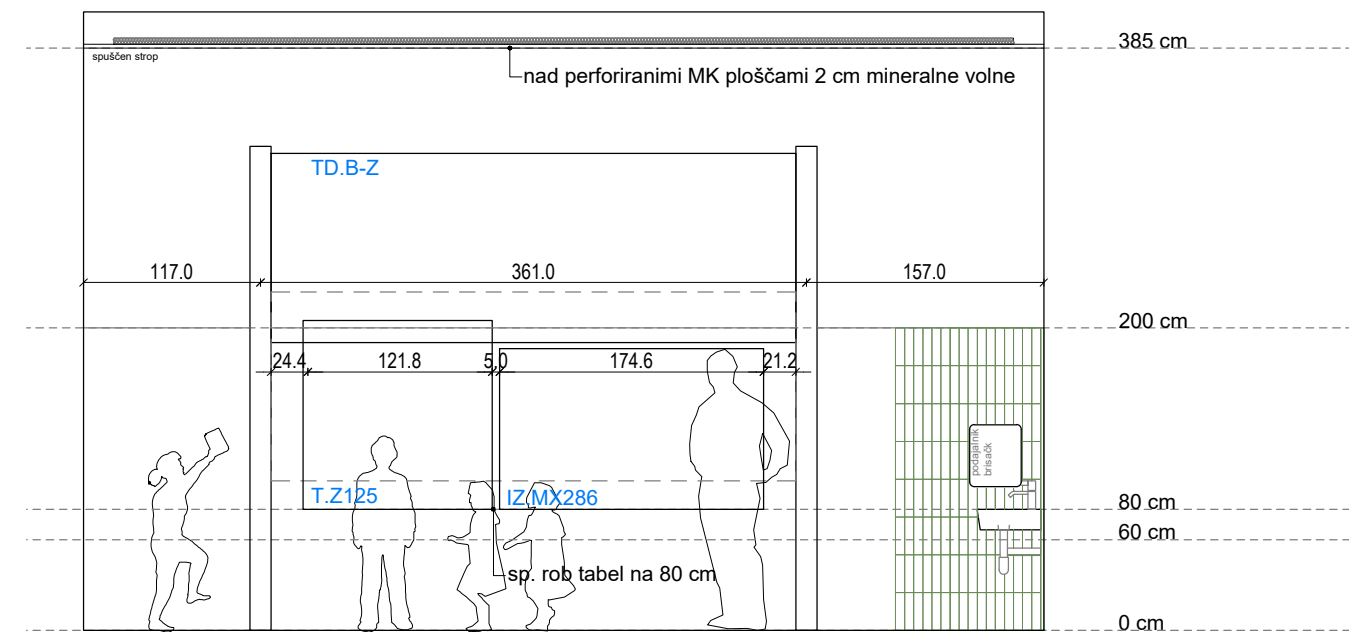 385 cm
spuščen strop
nad perforiranimi MK ploščami 2 cm mineralne volne
TD.B-Z
117.0
361.0
157.0
200 cm
24.4
121.8
5.0
174.6
21.2
podajalnik
brisačk
T.Z125
IZ.MX286
80 cm
60 cm
sp. rob tabel na 80 cm
0 cm